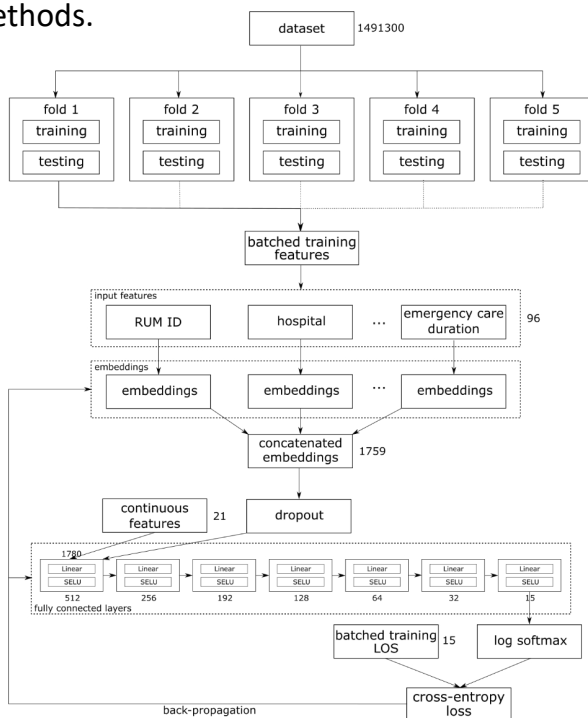 ethods.
dataset 1491300
fold 1 fold 2 fold 3 fold 4 fold 5
training training training training training
testing testing testing testing testing
batched training
features
input features
RUM ID hospital ... emergency care
duration
96
embeddings
embeddings embeddings ... embeddings
concatenated
embeddings
1759
continuous
features
21
dropout
1780
Linear Linear Linear Linear Linear Linear Linear
SELU SELU SELU SELU SELU SELU SELU
512 256 192 128 64 32 15
fully connected layers
batched training
LOS
15
log softmax
back-propagation
cross-entropy
loss